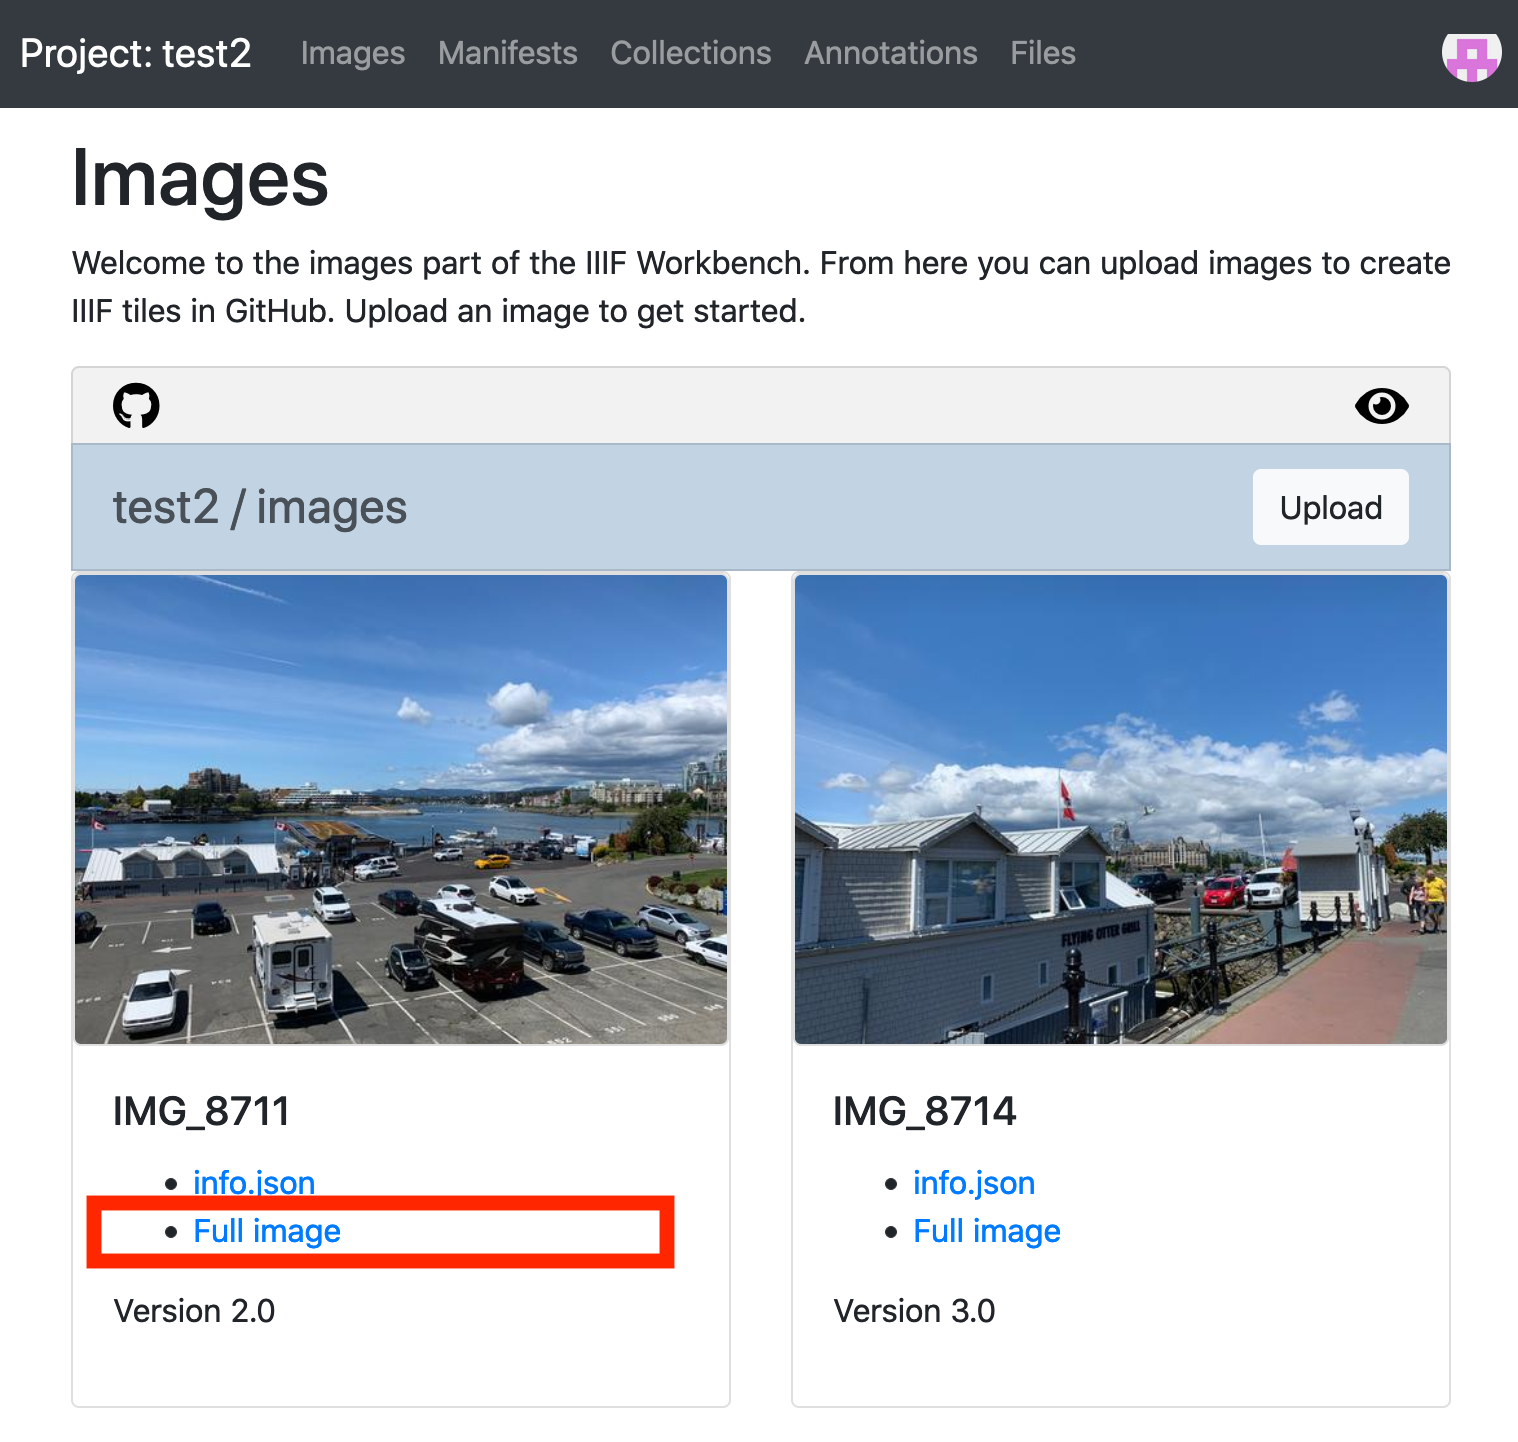 Project: test2 Images Manifests Collections Annotations Files
Images
Welcome to the images part of the IIIF Workbench. From here you can upload images to create
IIIF tiles in GitHub. Upload an image to get started.
test2 / images Upload
FLYING OTTER GRILL
IMG_8711
info.json
Full image
Version 2.0
IMG_8714
info.json
Full image
Version 3.0